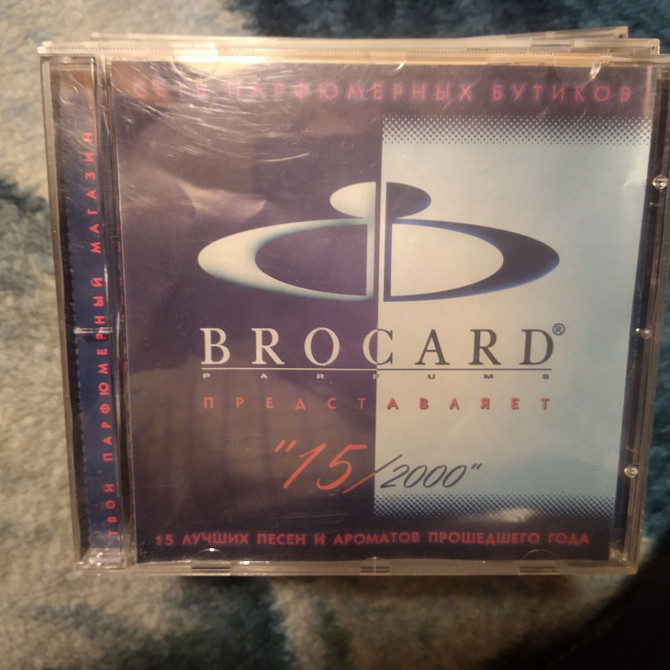 СЕТЬ ПАРФЮМЕРНЫХ БУТИКОВ
ТВОЙ ПАРФЮМЕРНЫЙ МАГАЗИН
BROCARD®
PARFUMS
ПРЕДСТАВЛЯЕТ
"15/2000"
15 ЛУЧШИХ ПЕСЕН И АРОМАТОВ ПРОШЕДШЕГО ГОДА